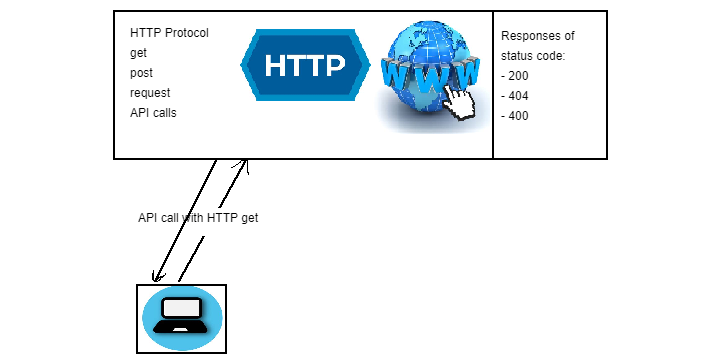 HTTP Protocol
get
post
request
API calls
HTTP
WWW
Responses of
status code:
- 200
- 404
- 400
API call with HTTP get